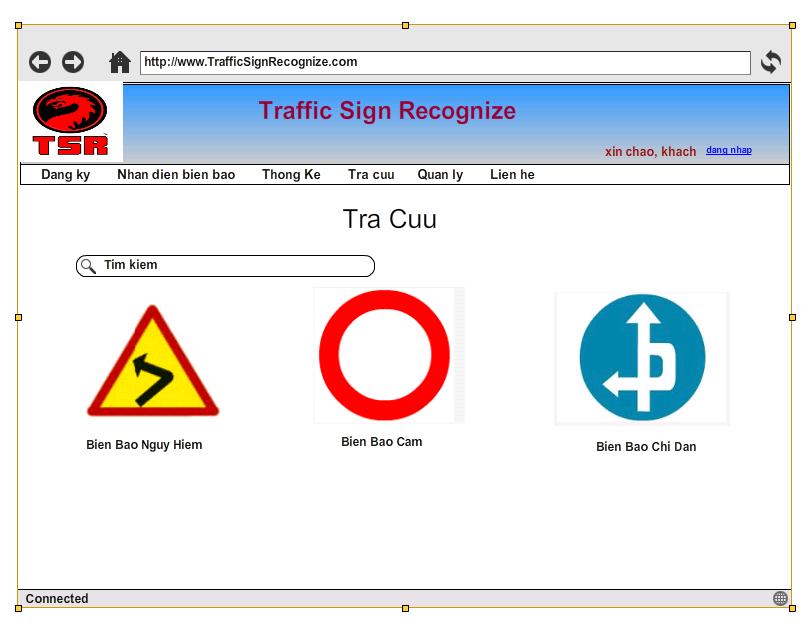 http://www.TrafficSignRecognize.com
Traffic Sign Recognize
TSR
xin chao, khach dang nhap
Dang ky Nhan dien bien bao Thong Ke Tra cuu Quan ly Lien he
Tra Cuu
Tim kiem
Bien Bao Nguy Hiem Bien Bao Cam Bien Bao Chi Dan
Connected